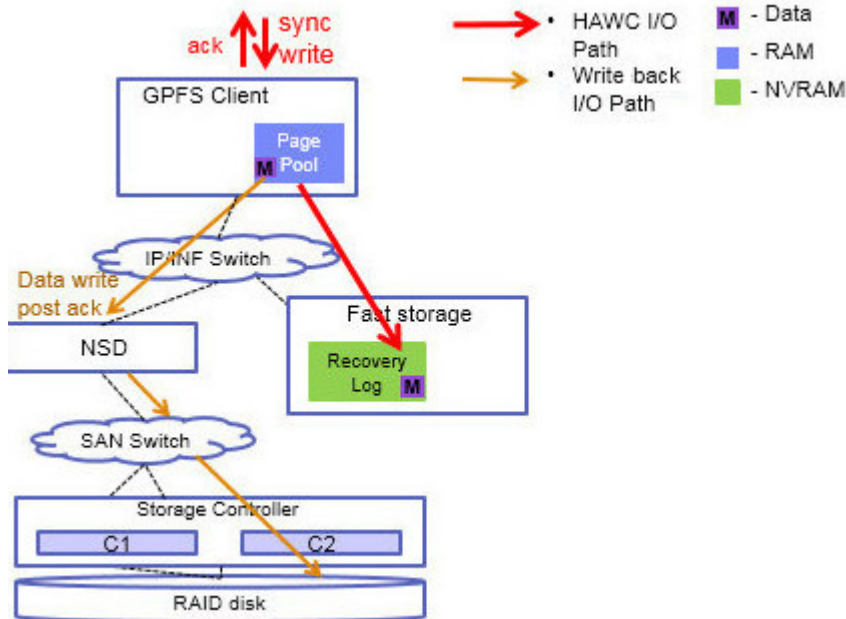 ack
sync
write
• HAWC I/O
Path
• Write back
I/O Path
M - Data
- RAM
- NVRAM
GPFS Client
Page
Pool
M
IP/INF Switch
Data write
post ack
Fast storage
NSD
Recovery
Log
M
SAN Switch
Storage Controller
C1
C2
RAID disk